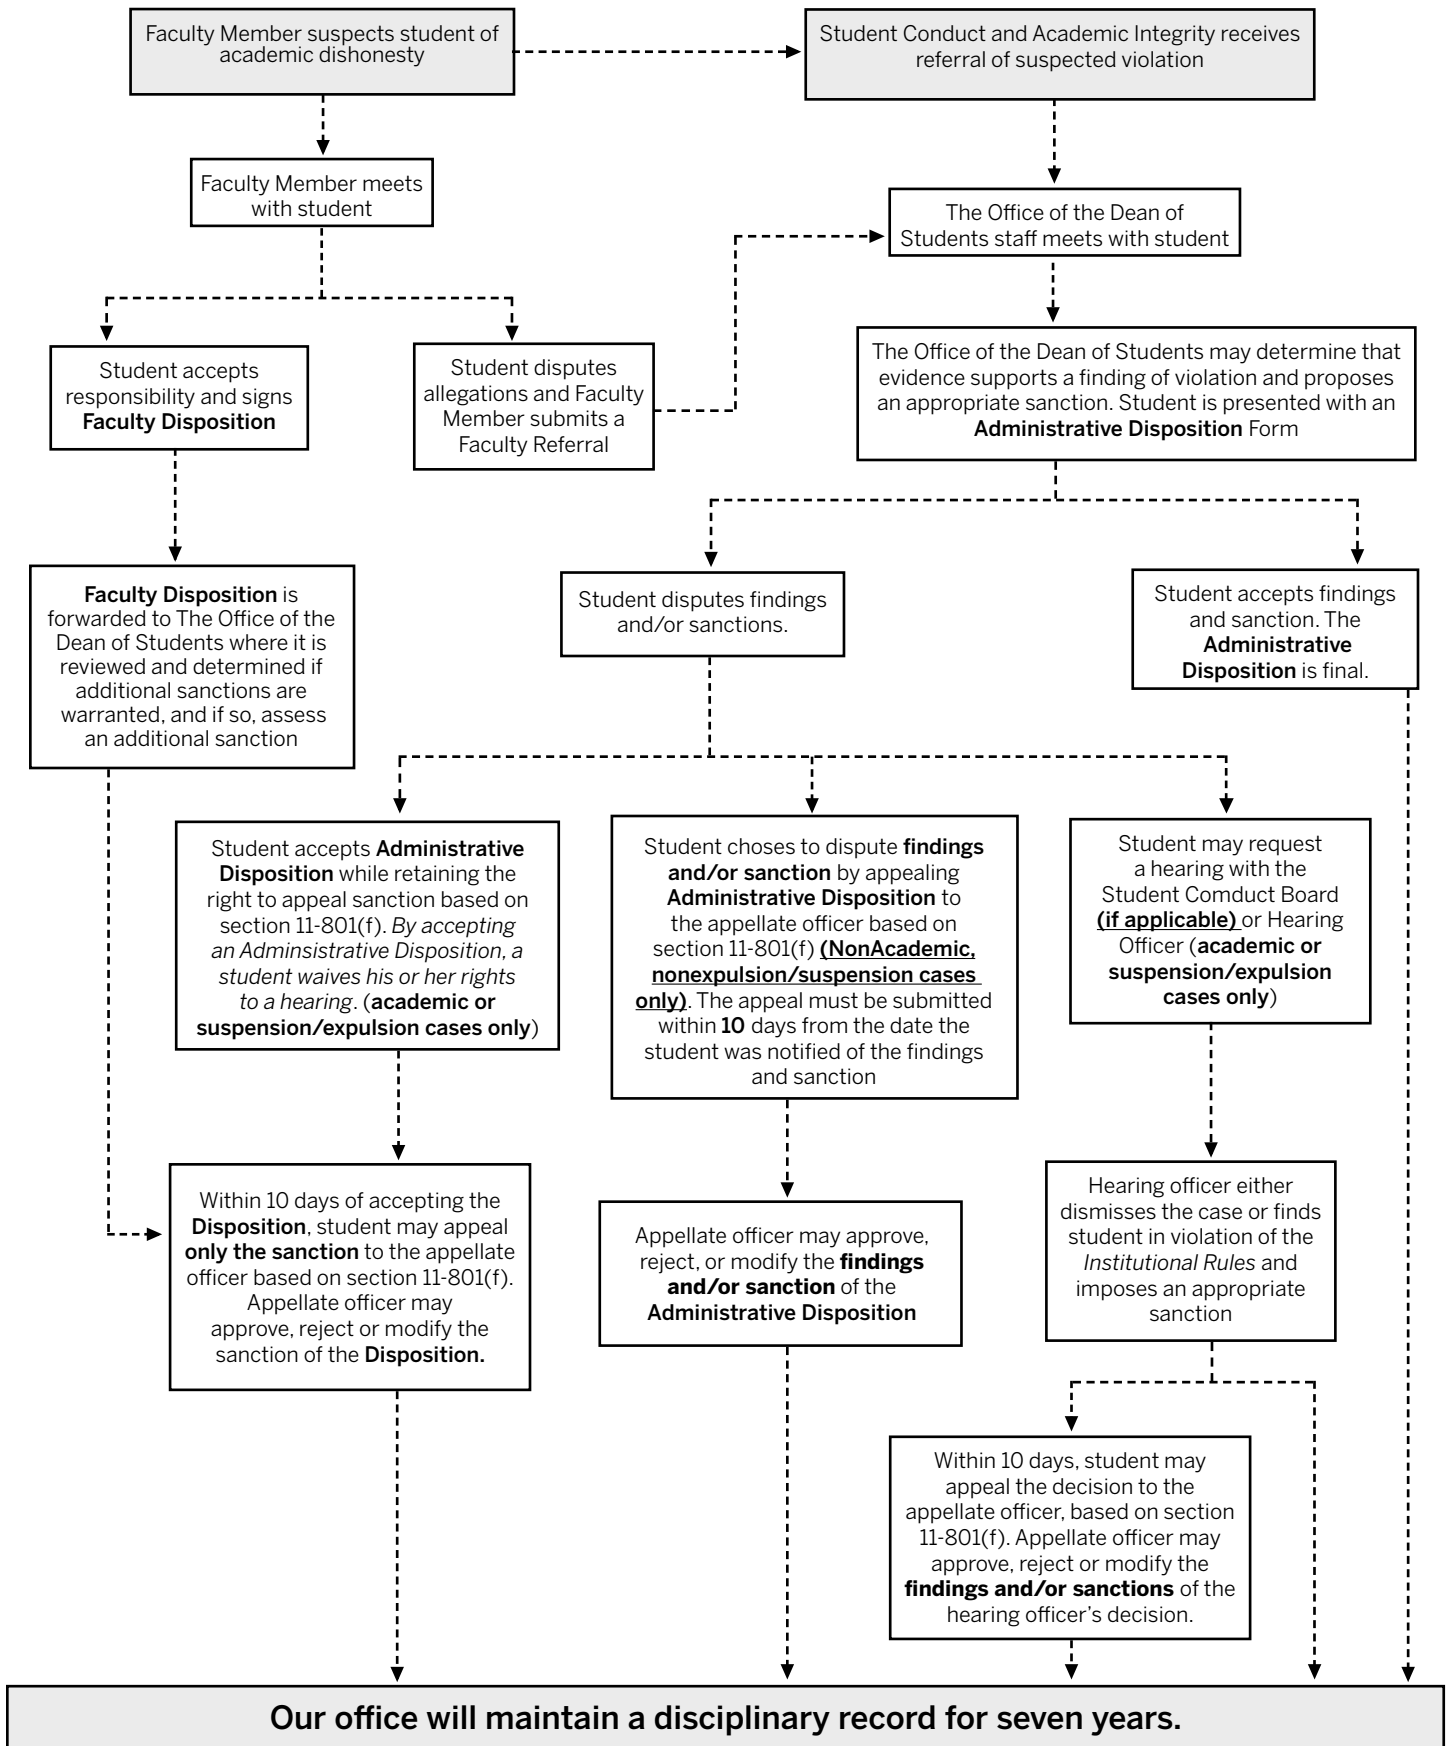 Faculty Member suspects student of
academic dishonesty
Student Conduct and Academic Integrity receives
referral of suspected violation
Faculty Member meets
with student
The Office of the Dean of
Students staff meets with student
Student accepts
responsibility and signs
Faculty Disposition
Student disputes
allegations and Faculty
Member submits a
Faculty Referral
The Office of the Dean of Students may determine that
evidence supports a finding of violation and proposes
an appropriate sanction. Student is presented with an
Administrative Disposition Form
Faculty Disposition is
forwarded to The Office of the
Dean of Students where it is
reviewed and determined if
additional sanctions are
warranted, and if so, assess
an additional sanction
Student disputes findings
and/or sanctions.
Student accepts findings
and sanction. The
Administrative
Disposition is final.
Student accepts Administrative
Disposition while retaining the
right to appeal sanction based on
section 11-801(f). By accepting
an Adminsistrative Disposition, a
student waives his or her rights
to a hearing. (academic or
suspension/expulsion cases only)
Student choses to dispute findings
and/or sanction by appealing
Administrative Disposition to
the appellate officer based on
section 11-801(f) (NonAcademic,
nonexpulsion/suspension cases
only). The appeal must be submitted
within 10 days from the date the
student was notified of the findings
and sanction
Student may request
a hearing with the
Student Comduct Board
(if applicable) or Hearing
Officer (academic or
suspension/expulsion
cases only)
Within 10 days of accepting the
Disposition, student may appeal
only the sanction to the appellate
officer based on section 11-801(f).
Appellate officer may
approve, reject or modify the
sanction of the Disposition.
Appellate officer may approve,
reject, or modify the findings
and/or sanction of the
Administrative Disposition
Hearing officer either
dismisses the case or finds
student in violation of the
Institutional Rules and
imposes an appropriate
sanction
Within 10 days, student may
appeal the decision to the
appellate officer, based on section
11-801(f). Appellate officer may
approve, reject or modify the
findings and/or sanctions of the
hearing officer's decision.
Our office will maintain a disciplinary record for seven years.